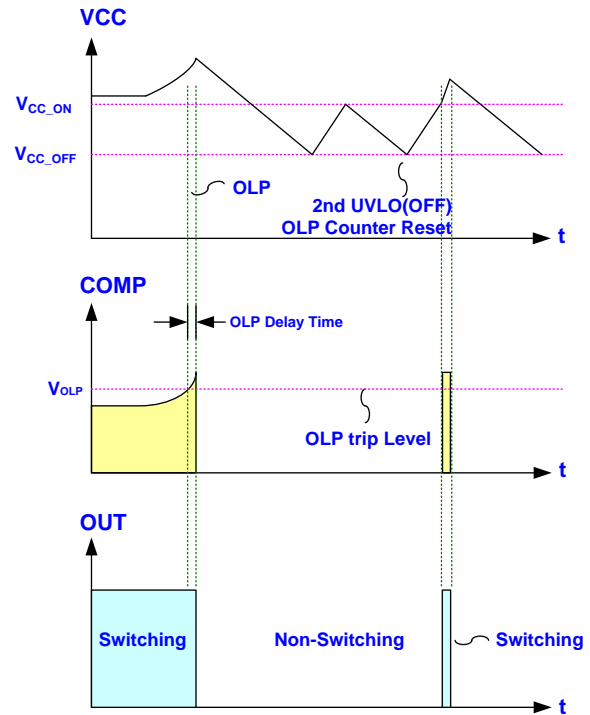 VCC
VCC_ON
VCC_OFF
OLP
2nd UVLO(OFF)
OLP Counter Reset
t
COMP
OLP Delay Time
VOLP
OLP trip Level
t
OUT
Switching
Non-Switching
Switching
t